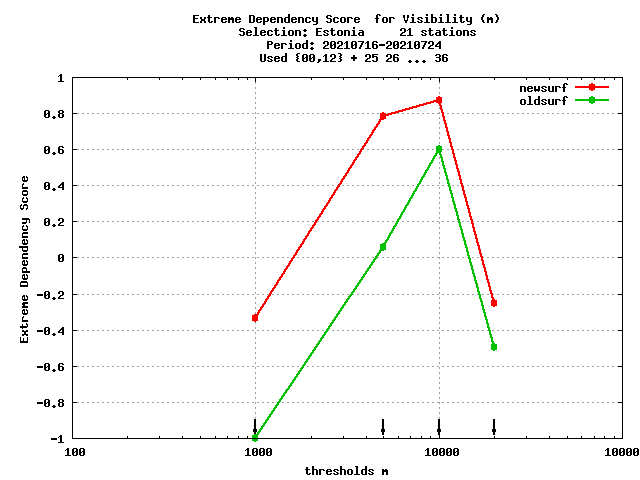 Extreme Dependency Score  for Visibility (m)
Selection: Estonia     21 stations
Period: 20210716-20210724
Used {00,12} + 25 26 ... 36
newsurf
oldsurf
Extreme Dependency Score
1
0.8
0.6
0.4
0.2
0
-0.2
-0.4
-0.6
-0.8
-1
100 1000 10000 10000
thresholds m